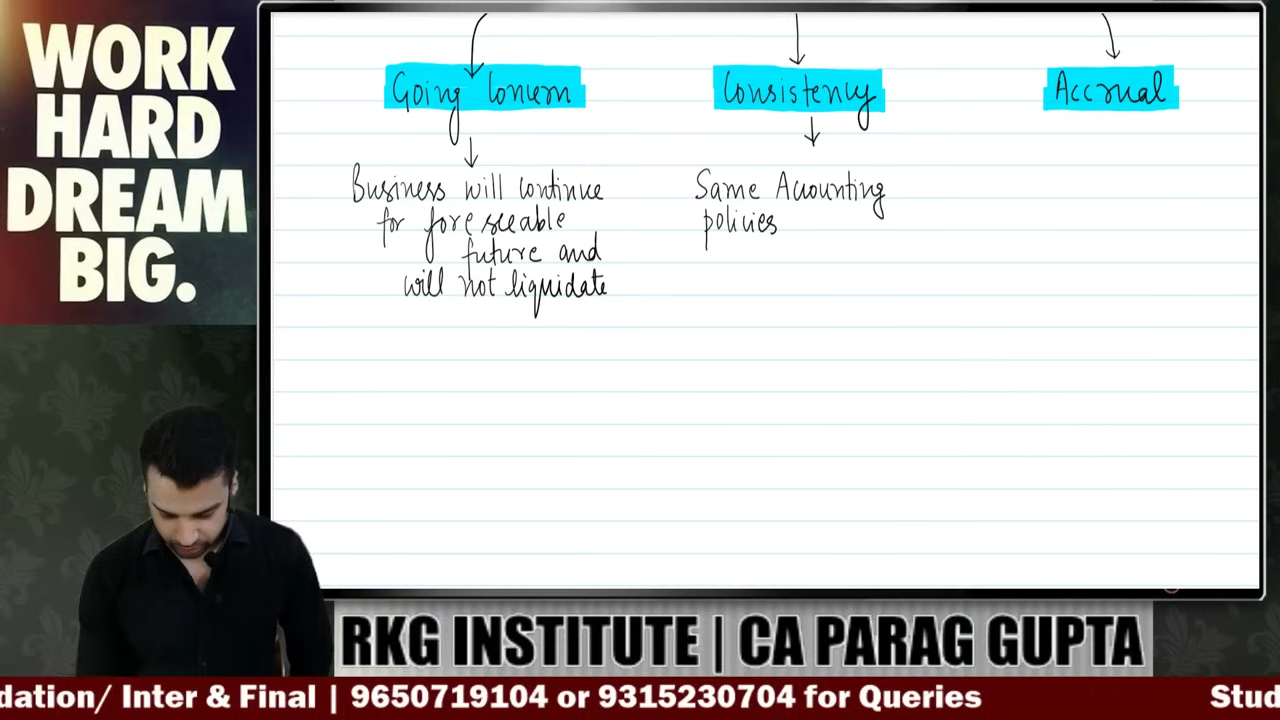 WORK
HARD
DREAM
BIG.
Going Concern
Consistency
Accrual
Business will continue
for foreseeable
future and
will not liquidate
Same Acounting
policies
RKG INSTITUTE | CA PARAG GUPTA
dation/ Inter & Final | 9650719104 or 9315230704 for Queries
Stud